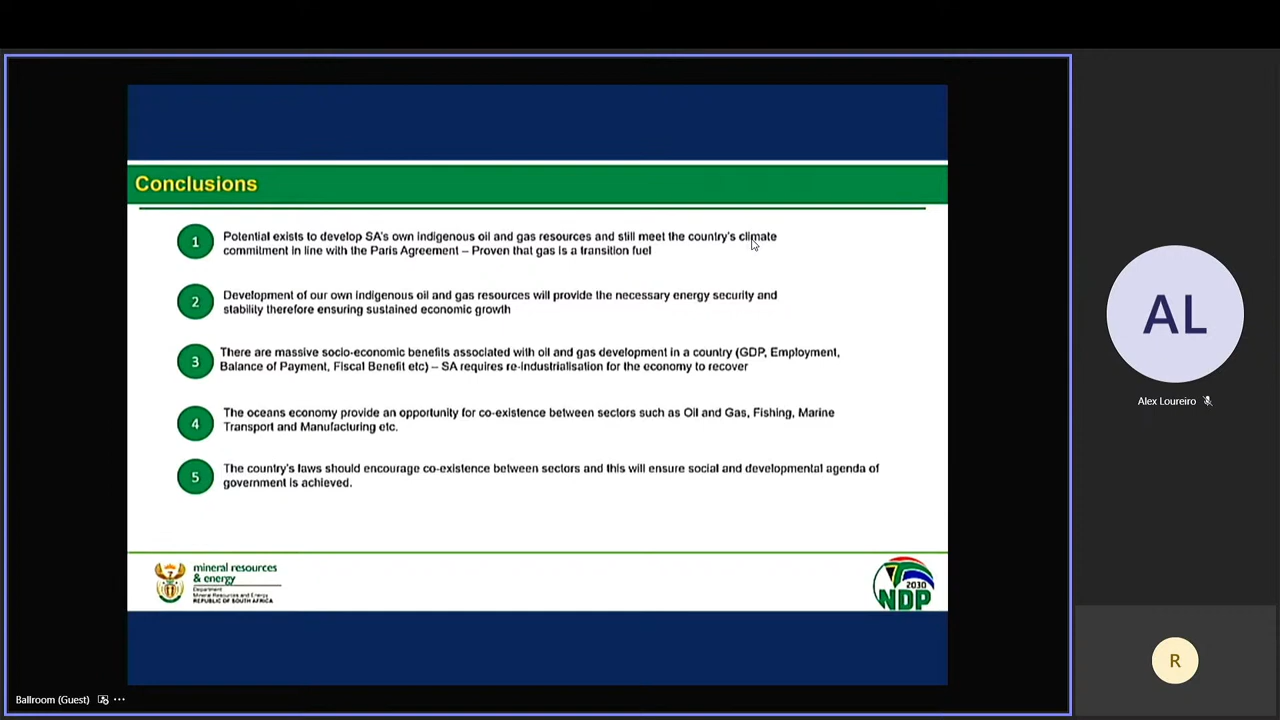 Conclusions
1
Potential exists to develop SA's own indigenous oil and gas resources and still meet the country's climate
commitment in line with the Paris Agreement – Proven that gas is a transition fuel
2
Development of our own indigenous oil and gas resources will provide the necessary energy security and
stability therefore ensuring sustained economic growth
3
There are massive socio-economic benefits associated with oil and gas development in a country (GDP, Employment,
Balance of Payment, Fiscal Benefit etc) – SA requires re-industrialisation for the economy to recover
4
The oceans economy provide an opportunity for co-existence between sectors such as Oil and Gas, Fishing, Marine
Transport and Manufacturing etc.
5
The country's laws should encourage co-existence between sectors and this will ensure social and developmental agenda of
government is achieved.
mineral resources
& energy
Department:
Mineral Resources and Energy
REPUBLIC OF SOUTH AFRICA
2030
NDP
AL
Alex Loureiro
R
Ballroom (Guest)